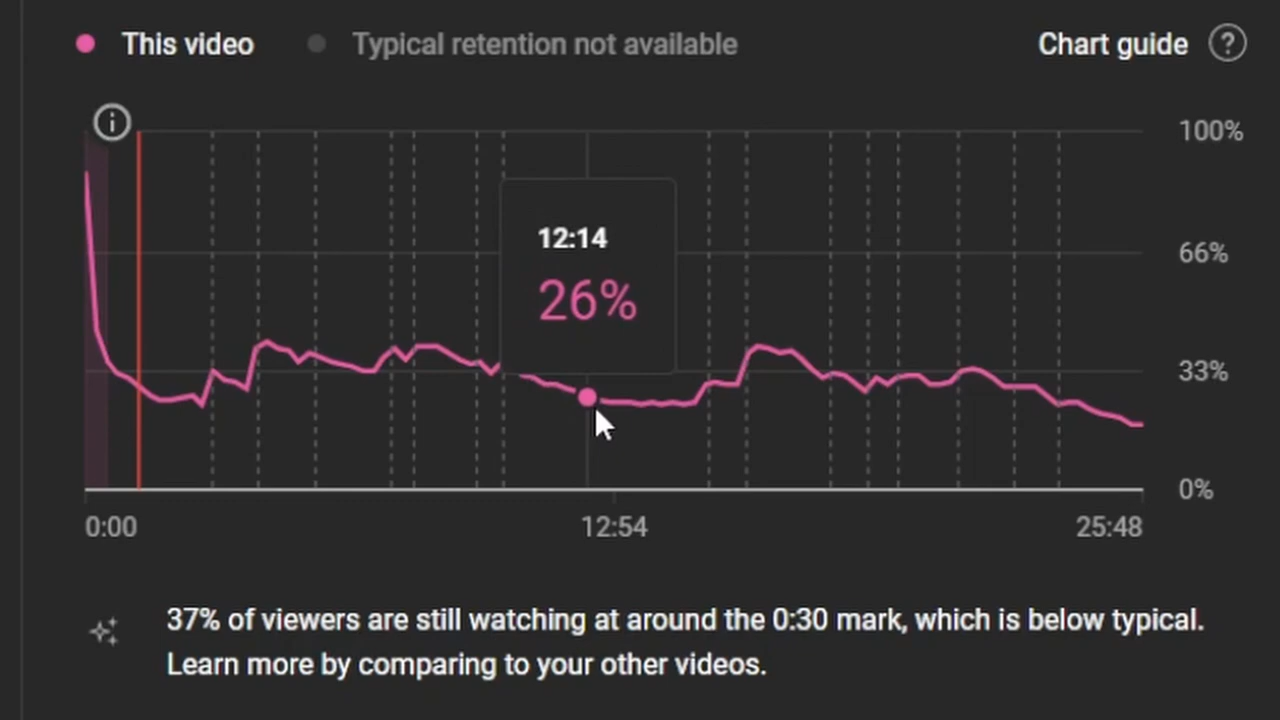 This video
Typical retention not available
Chart guide
?
i
100%
12:14
66%
26%
33%
0%
0:00
12:54
25:48
37% of viewers are still watching at around the 0:30 mark, which is below typical.
Learn more by comparing to your other videos.